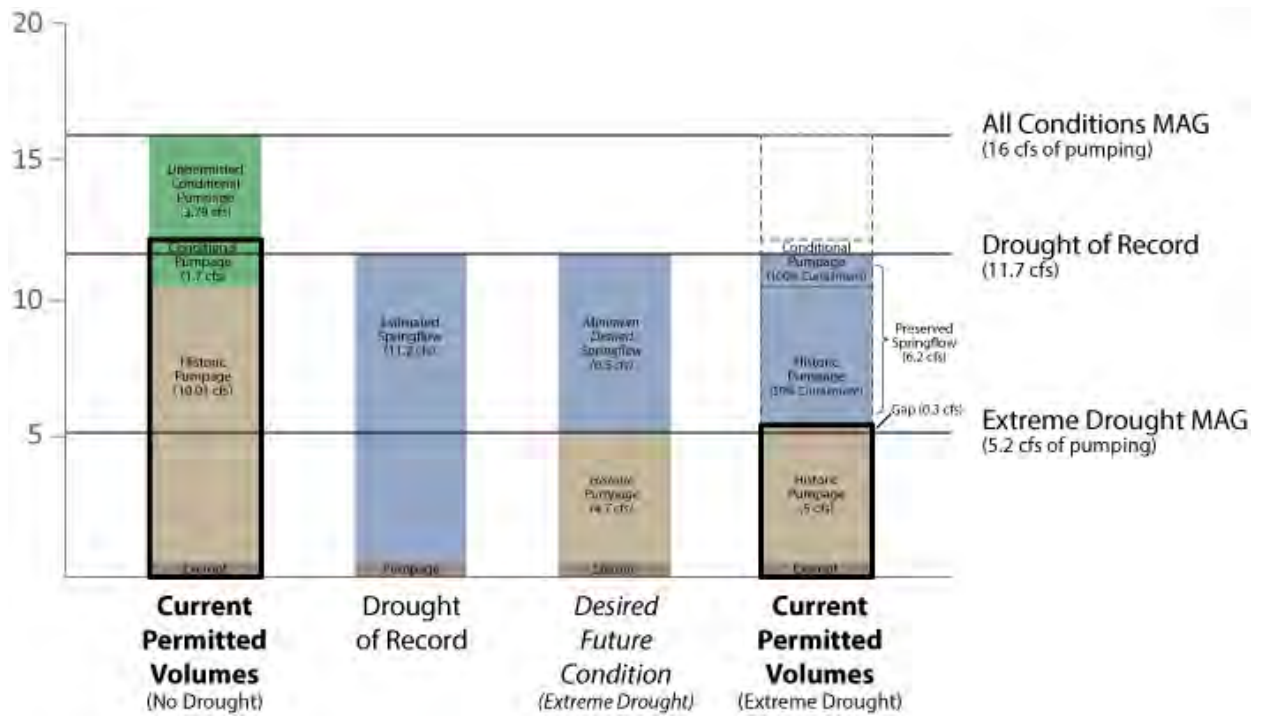 20
15
10
5
All Conditions MAG
(16 cfs of pumping)
Drought of Record
(11.7 cfs)
Extreme Drought MAG
(5.2 cfs of pumping)
Unpermitted
Conditional
Pumpage
Conditional
Pumpage
(1.7 cfs)
Historic
Pumpage
(10.01 cfs)
Exempt
Estimated
Springflow
(11.2 cfs)
Pumpage
Minimum
Desired
Springflow
(6.5 cfs)
Historic
Pumpage
(4.7 cfs)
Exempt
Conditional
Pumpage
(100% Curtailment)
Historic
Pumpage
Preserved
Springflow
(6.2 cfs)
Gap (0.3 cfs)
Historic
Pumpage
Exempt
Current
Permitted
Volumes
(No Drought)
Drought
of Record
Desired
Future
Condition
(Extreme Drought)
Current
Permitted
Volumes
(Extreme Drought)